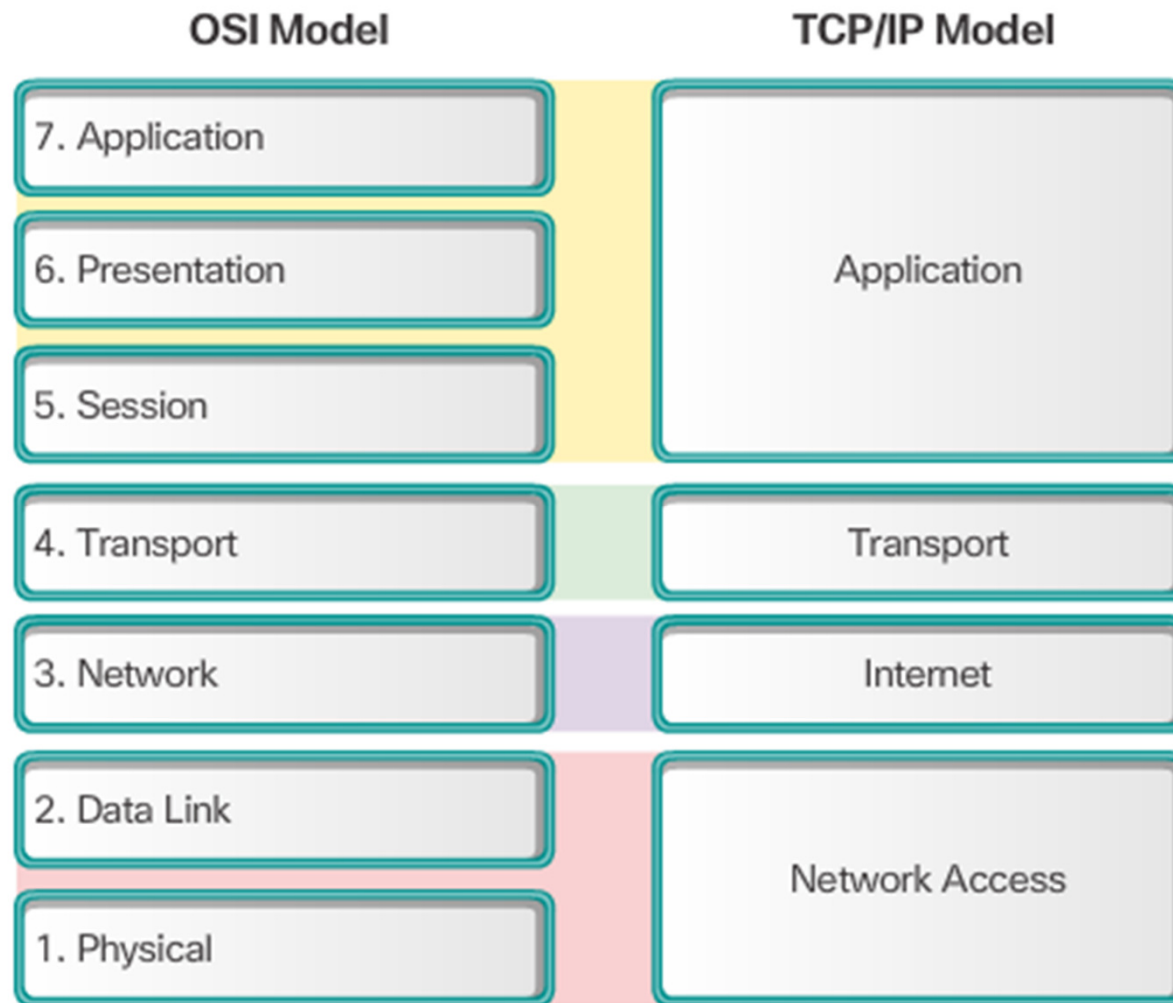 OSI Model
TCP/IP Model
7. Application
6. Presentation
5. Session
Application
4. Transport
Transport
3. Network
Internet
2. Data Link
1. Physical
Network Access